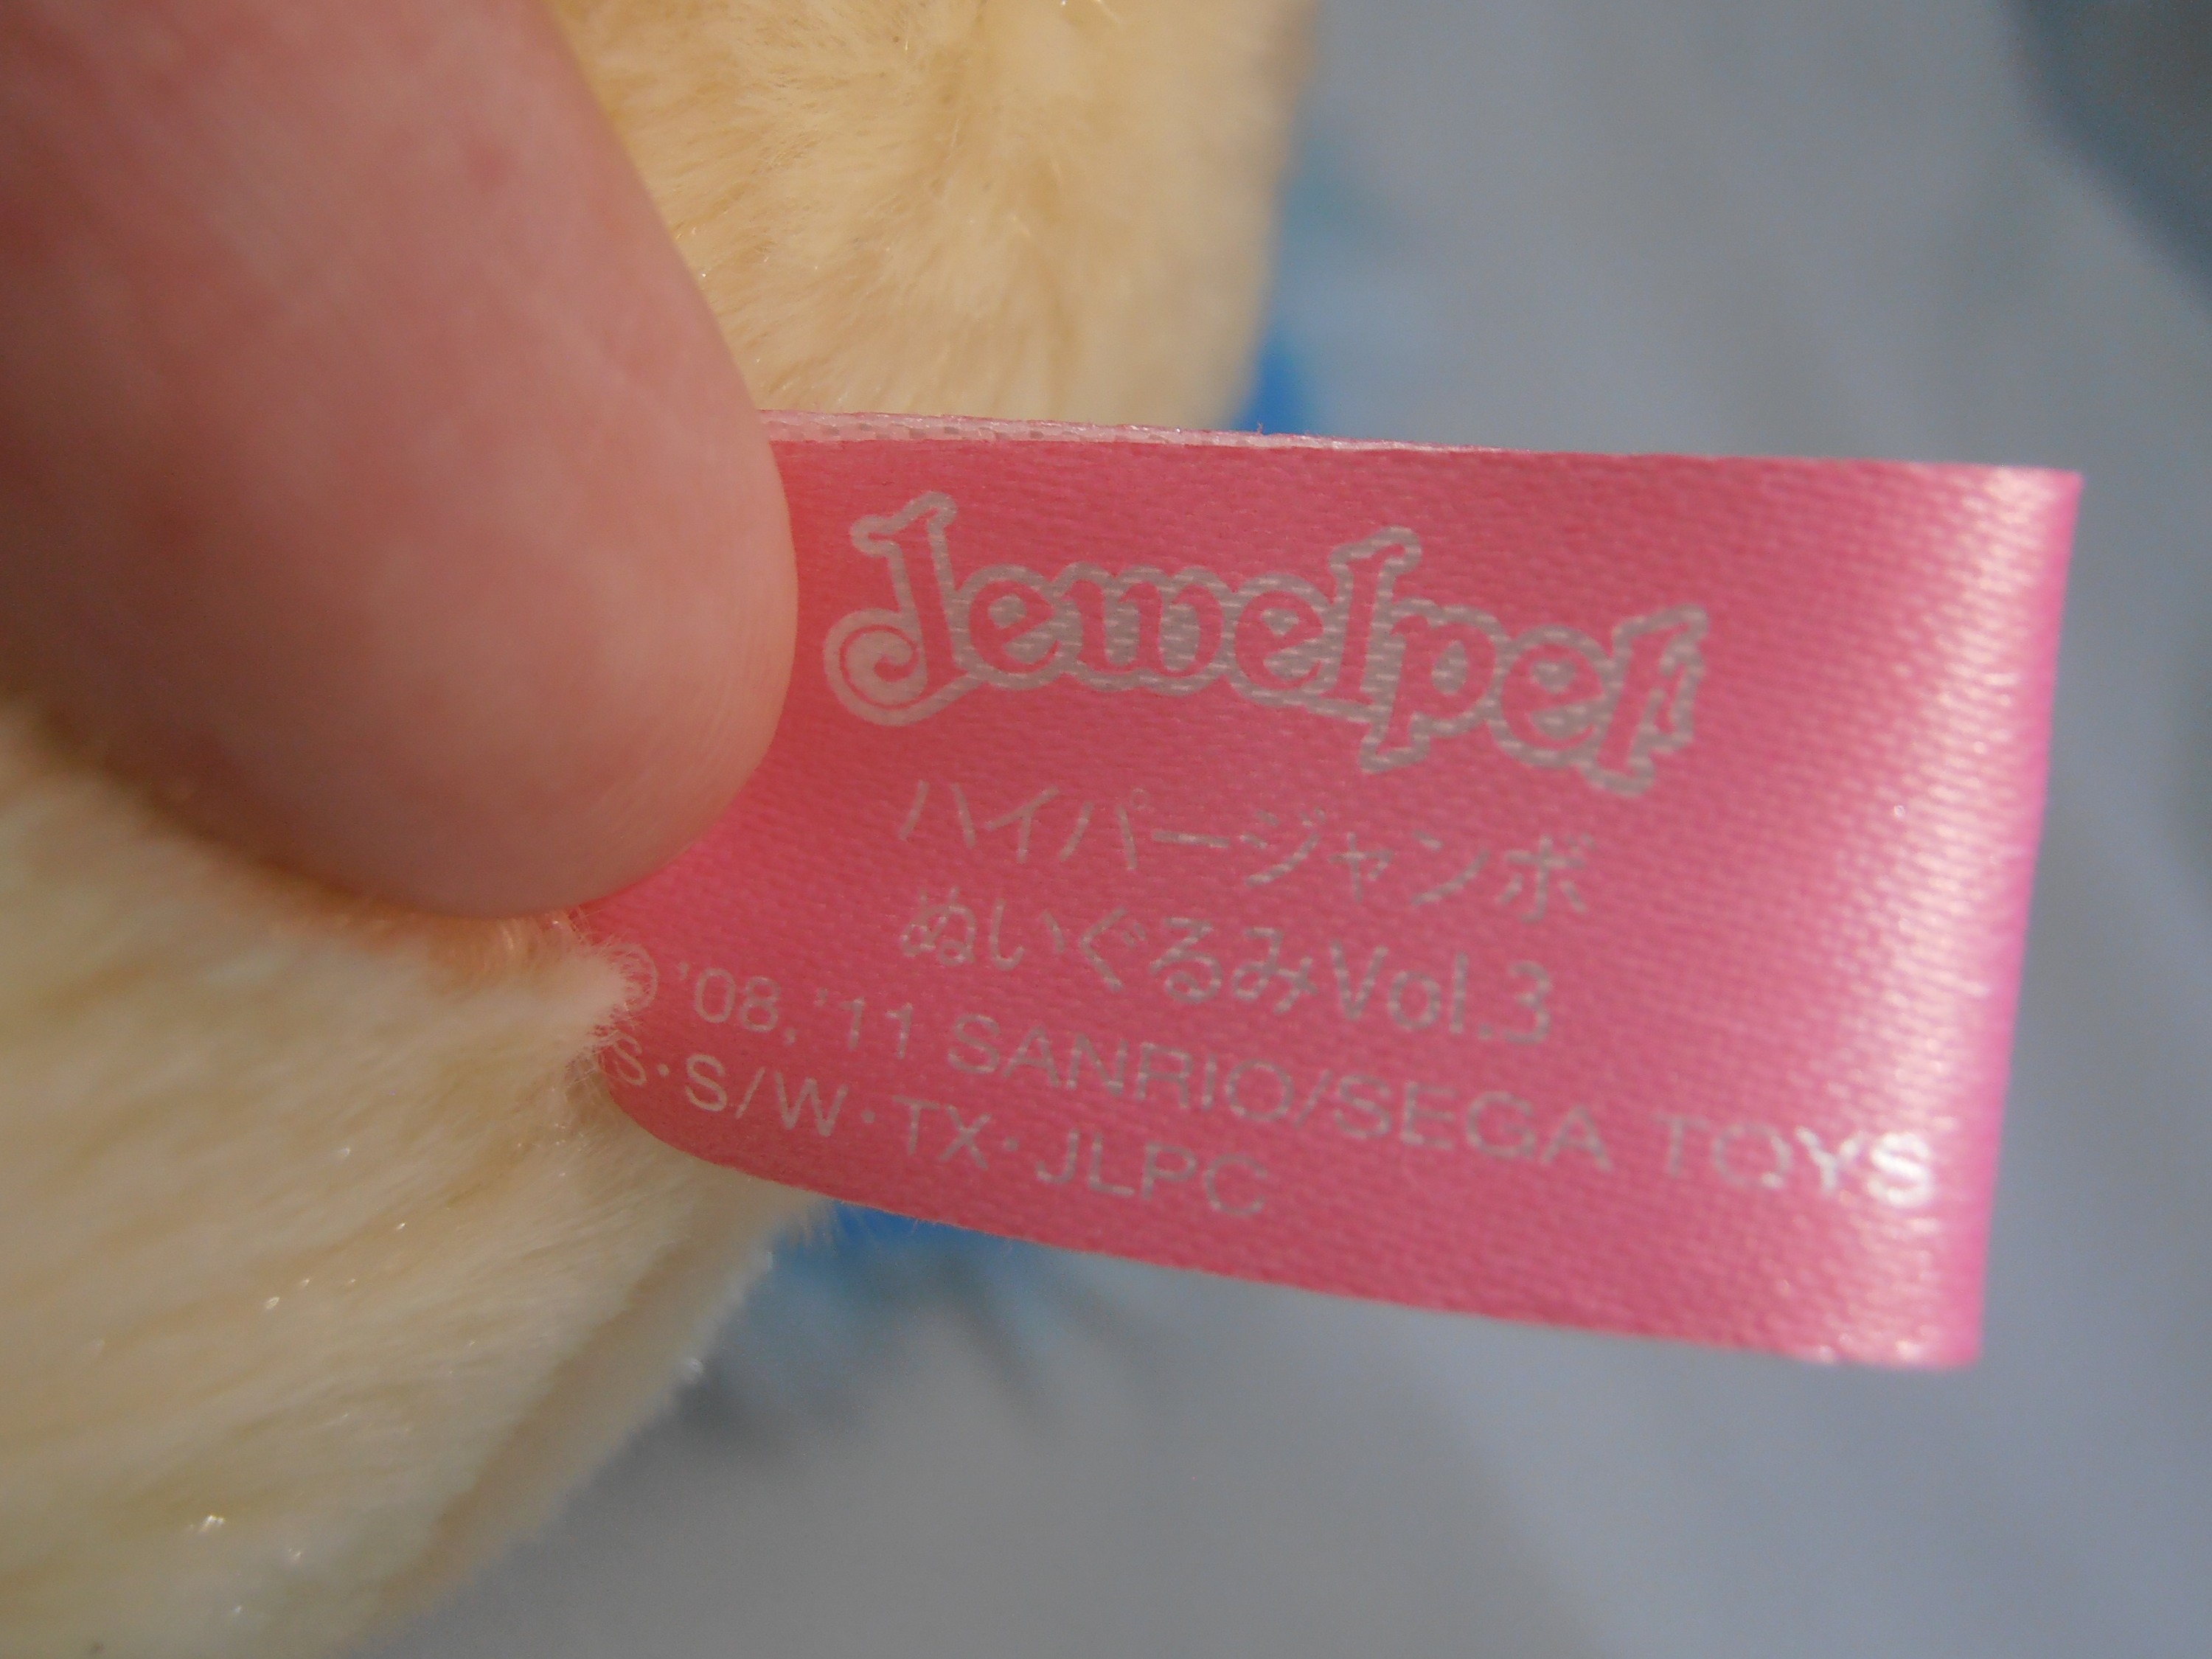 Jewelpet
ハイパージャンボ
ぬいぐるみVol.3
© '08, '11 SANRIO/SEGA TOYS
S・S/W・TX・JLPC